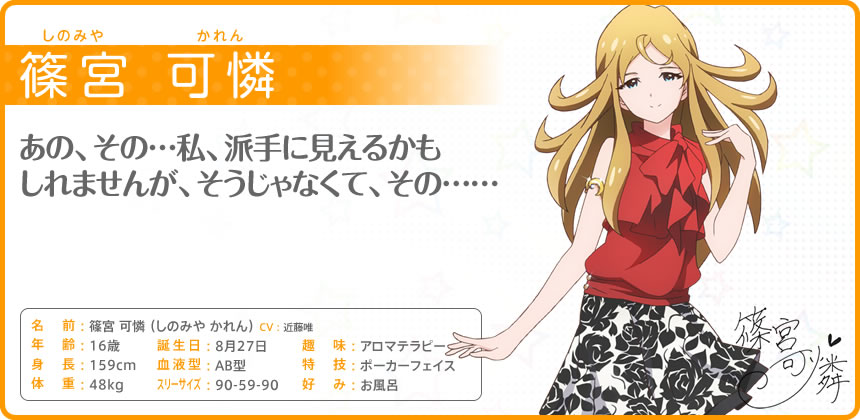 しのみや かれん
篠宮 可憐
あの、その…私、派手に見えるかも
しれませんが、そうじゃなくて、その……
名 前：篠宮 可憐 (しのみや かれん) CV：近藤唯
年 齢：16歳 誕生日：8月27日 趣 味：アロマテラピー
身 長：159cm 血液型：AB型 特 技：ポーカーフェイス
体 重：48kg スリーサイズ：90-59-90 好 み：お風呂
篠宮可憐